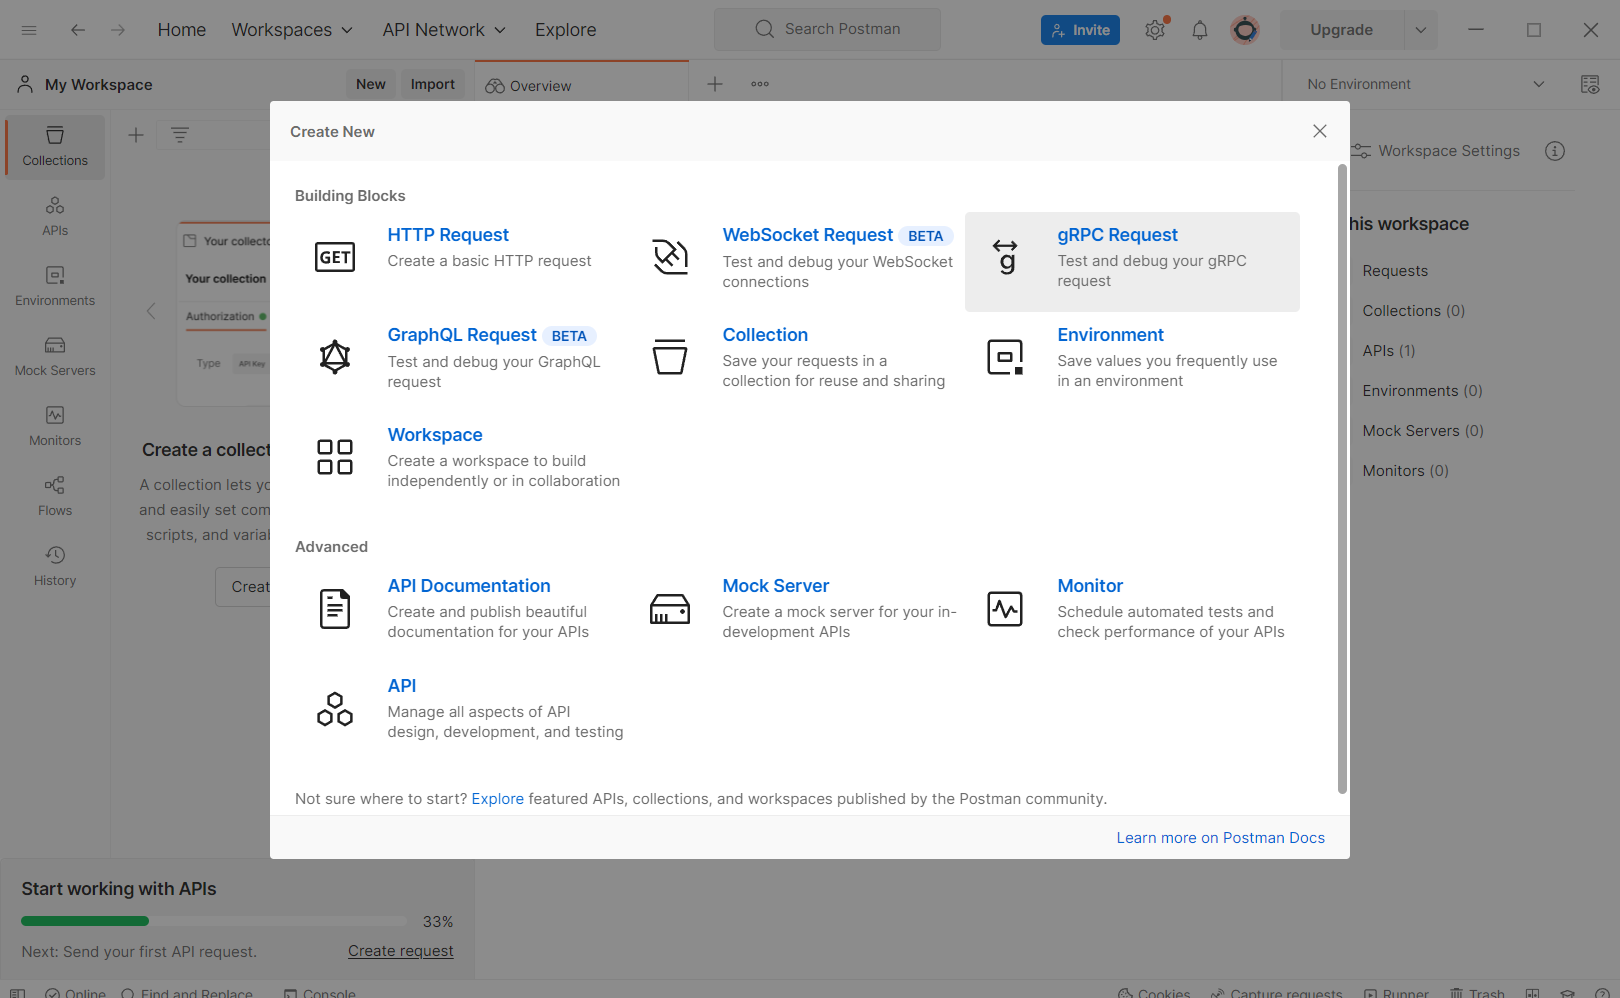 Home Workspaces API Network Explore Search Postman Invite Upgrade
My Workspace New Import Overview No Environment
Collections
APIs
Environments
Mock Servers
Monitors
Flows
History
Your collection
Authorization
Type API Key
Create a
A collection lets
and easily set
scripts, and
Create New
Building Blocks
HTTP Request
Create a basic HTTP request
GET
WebSocket Request BETA
Test and debug your WebSocket
connections
g
gRPC Request
Test and debug your gRPC
request
GraphQL Request BETA
Test and debug your GraphQL
request
Collection
Save your requests in a
collection for reuse and sharing
Environment
Save values you frequently use
in an environment
Workspace
Create a workspace to build
independently or in collaboration
Advanced
API Documentation
Create and publish beautiful
documentation for your APIs
Mock Server
Create a mock server for your in-
development APIs
Monitor
Schedule automated tests and
check performance of your APIs
API
Manage all aspects of API
design, development, and testing
Not sure where to start? Explore featured APIs, collections, and workspaces published by the Postman community.
Learn more on Postman Docs
Workspace Settings
workspace
Requests
Collections (0)
APIs (1)
Environments (0)
Mock Servers (0)
Monitors (0)
Start working with APIs
33%
Next: Send your first API request. Create request
Online Find and Replace Console Cookies Capture requests Runner Trash